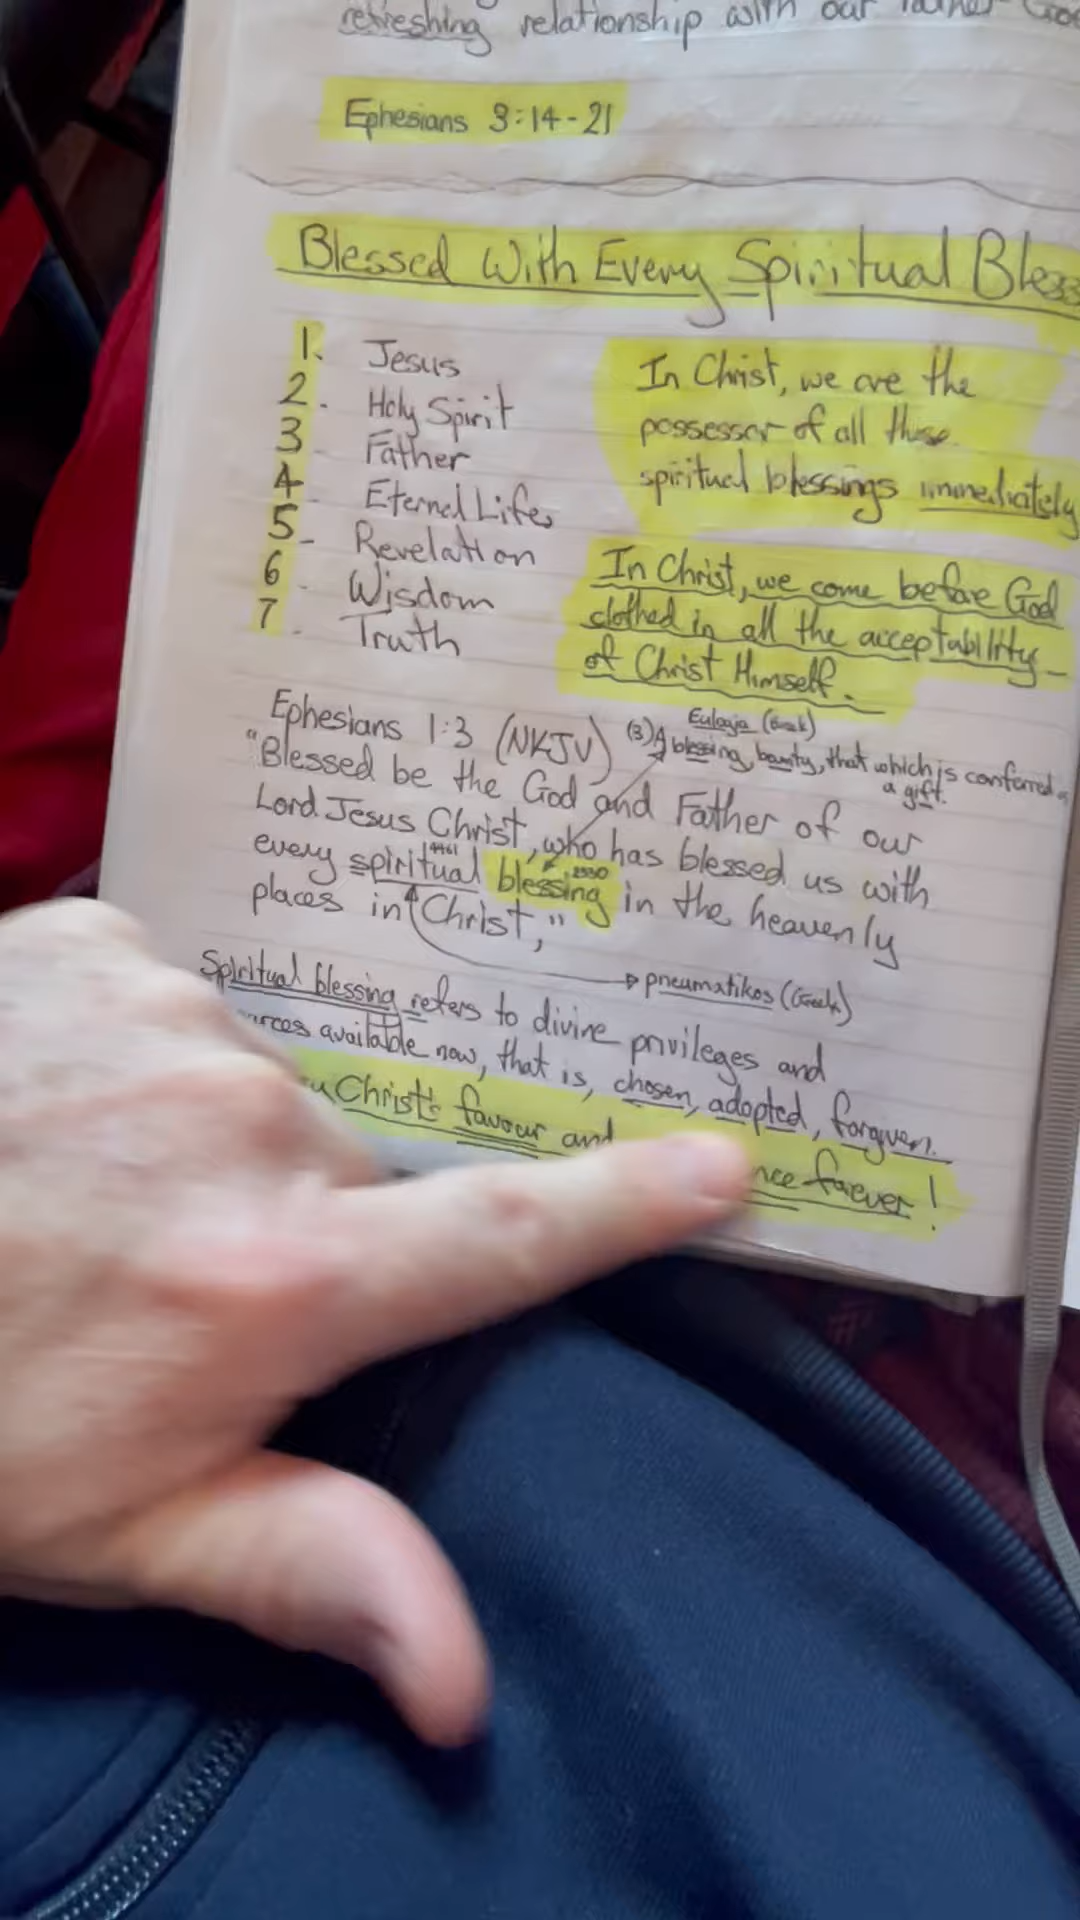 refreshing relationship with our
Ephesians 3:14-21
Blessed With Every Spiritual Bless
1. Jesus
2. Holy Spirit
3. Father
4. Eternal Life
5. Revelation
6. Wisdom
7. Truth
In Christ, we are the
possessor of all these
spiritual blessings immediately
In Christ, we come before God
clothed in all the acceptability
of Christ Himself.
Eulogia (Greek)
(3) A blessing, bounty, that which is conferred
a gift.
Ephesians 1:3 (NKJV)
"Blessed be the God and Father of our
Lord Jesus Christ, who has blessed us with
every spiritual blessing in the heavenly
places in Christ,"
pneumatikos (Greek)
Spiritual blessing refers to divine privileges and
available now, that is, chosen, adopted, forgiven.
Christ's favour and
forever!